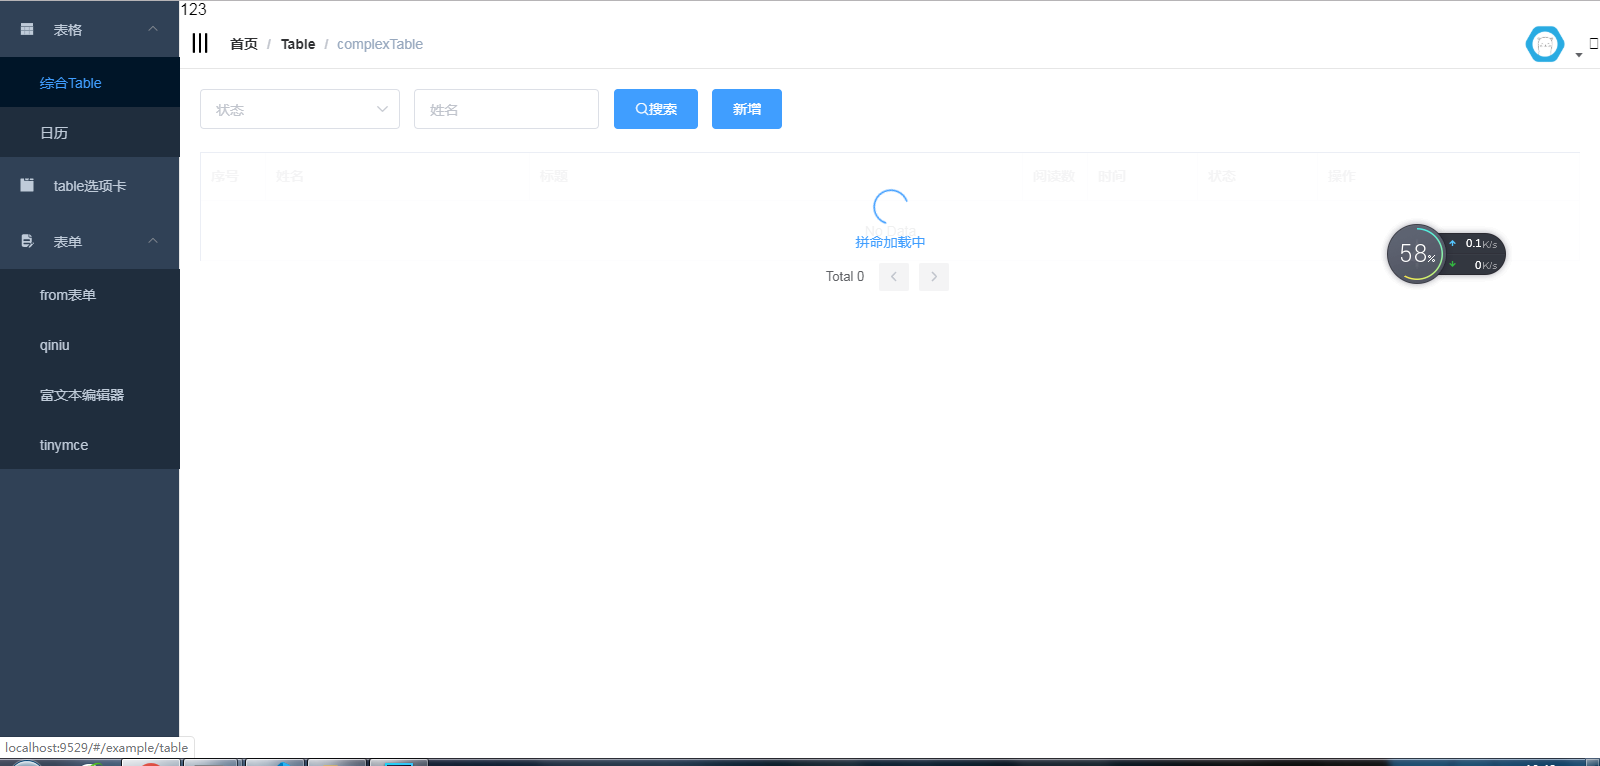 123
表格
首页 / Table / complexTable
综合Table
日历
table选项卡
表单
from表单
qiniu
富文本编辑器
tinymce
状态
姓名
搜索
新增
序号 姓名 标题 阅读数 时间 状态 操作
No Data
拼命加载中
Total 0
58%
0.1K/s
0K/s
localhost:9529/#/example/table